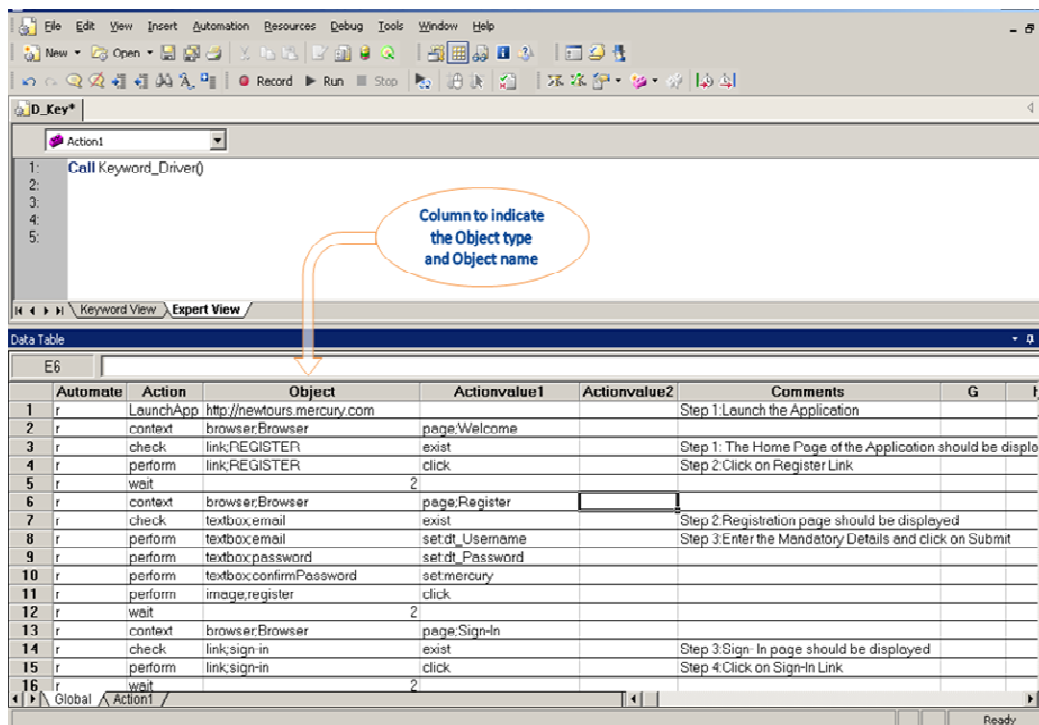 File Edit View Insert Automation Resources Debug Tools Window Help
New Open
Record Run Stop
D_Key*
Action1
1: Call Keyword_Driver()
2:
3:
4:
5:
Column to indicate
the Object type
and Object name
Keyword View Expert View
Data Table
E6
Automate Action Object Actionvalue1 Actionvalue2 Comments G
1 r LaunchApp http://newtours.mercury.com Step 1:Launch the Application
2 r context browser;Browser page;Welcome
3 r check link;REGISTER exist Step 1: The Home Page of the Application should be displo
4 r perform link;REGISTER click Step 2:Click on Register Link
5 r wait 2
6 r context browser;Browser page;Register
7 r check textbox;email exist Step 2:Registration page should be displayed
8 r perform textbox;email set:dt_Username Step 3:Enter the Mandatory Details and click on Submit
9 r perform textbox;password set:dt_Password
10 r perform textbox;confirmPassword set:mercury
11 r perform image;register click
12 r wait 2
13 r context browser;Browser page;Sign-In
14 r check link;sign-in exist Step 3:Sign- In page should be displayed
15 r perform link;sign-in click Step 4:Click on Sign-In Link
16 r wait 2
Global Action1
Ready